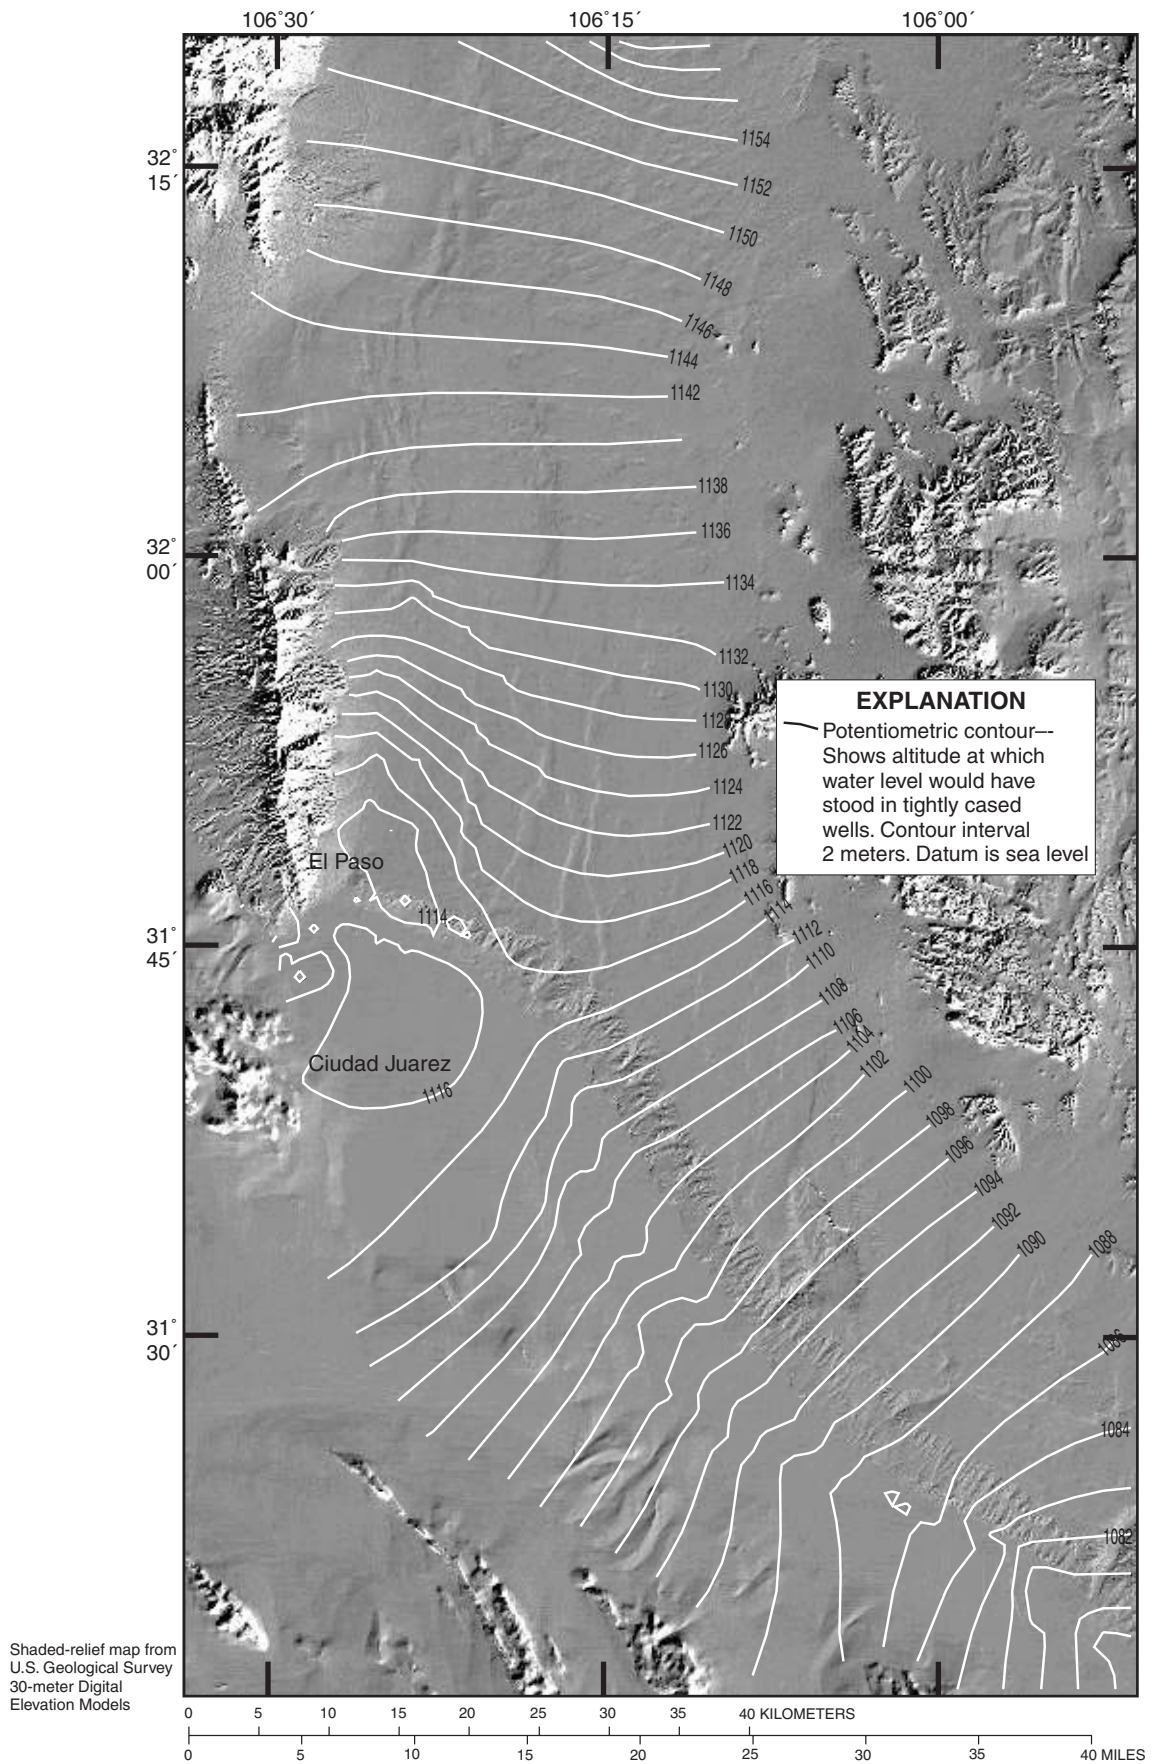 106˚30´ 106˚15´ 106˚00´
32˚
15´
1154
1152
1150
1148
1146
1144
1142
1138
32˚
00´
1136
1134
1132
1130
1128
1126
1124
1122
1120
1118
1116
1114
1112
1110
1108
1106
1104
1102
1100
1098
1096
1094
1092
1090
1088
1086
1084
1082
EXPLANATION
Potentiometric contour—-
Shows altitude at which
water level would have
stood in tightly cased
wells. Contour interval
2 meters. Datum is sea level
El Paso
1114
31˚
45´
Ciudad Juarez
1116
31˚
30´
Shaded-relief map from
U.S. Geological Survey
30-meter Digital
Elevation Models
0 5 10 15 20 25 30 35 40 KILOMETERS
0 5 10 15 20 25 30 35 40 MILES